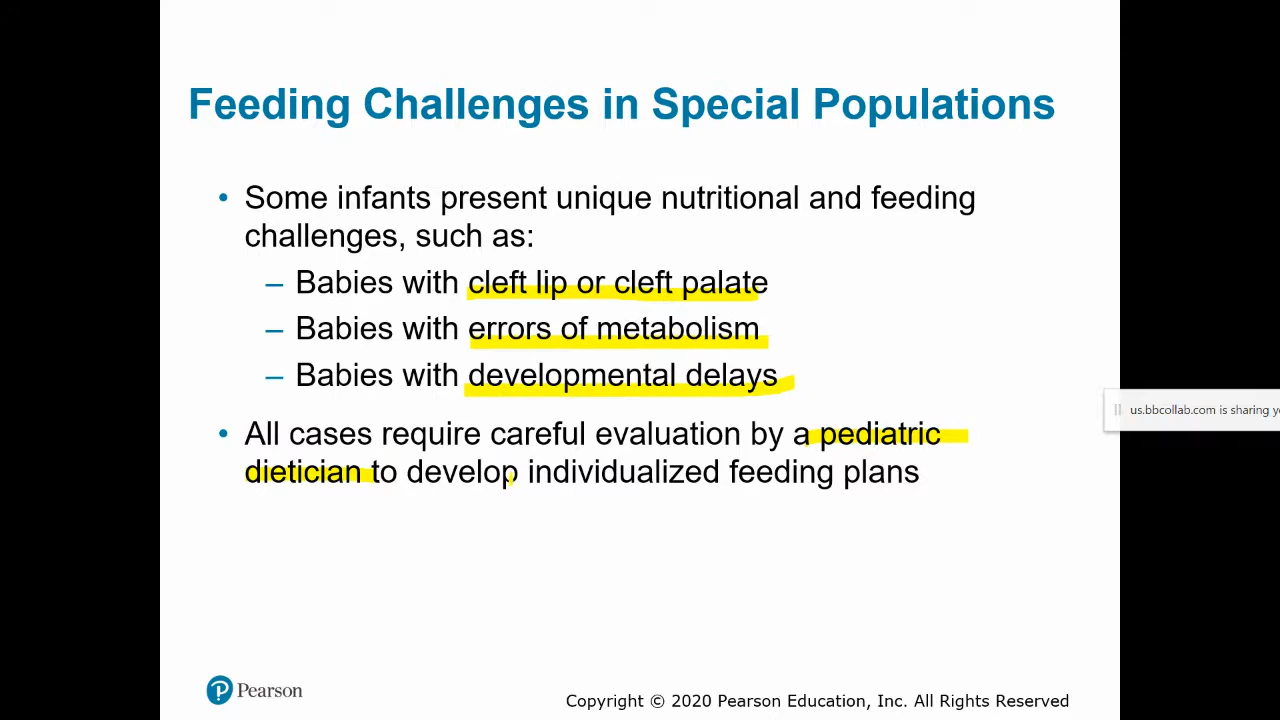 Feeding Challenges in Special Populations
• Some infants present unique nutritional and feeding
challenges, such as:
– Babies with cleft lip or cleft palate
– Babies with errors of metabolism
– Babies with developmental delays
• All cases require careful evaluation by a pediatric
dietician to develop individualized feeding plans
us.bbcollab.com is sharing
Pearson
Copyright © 2020 Pearson Education, Inc. All Rights Reserved